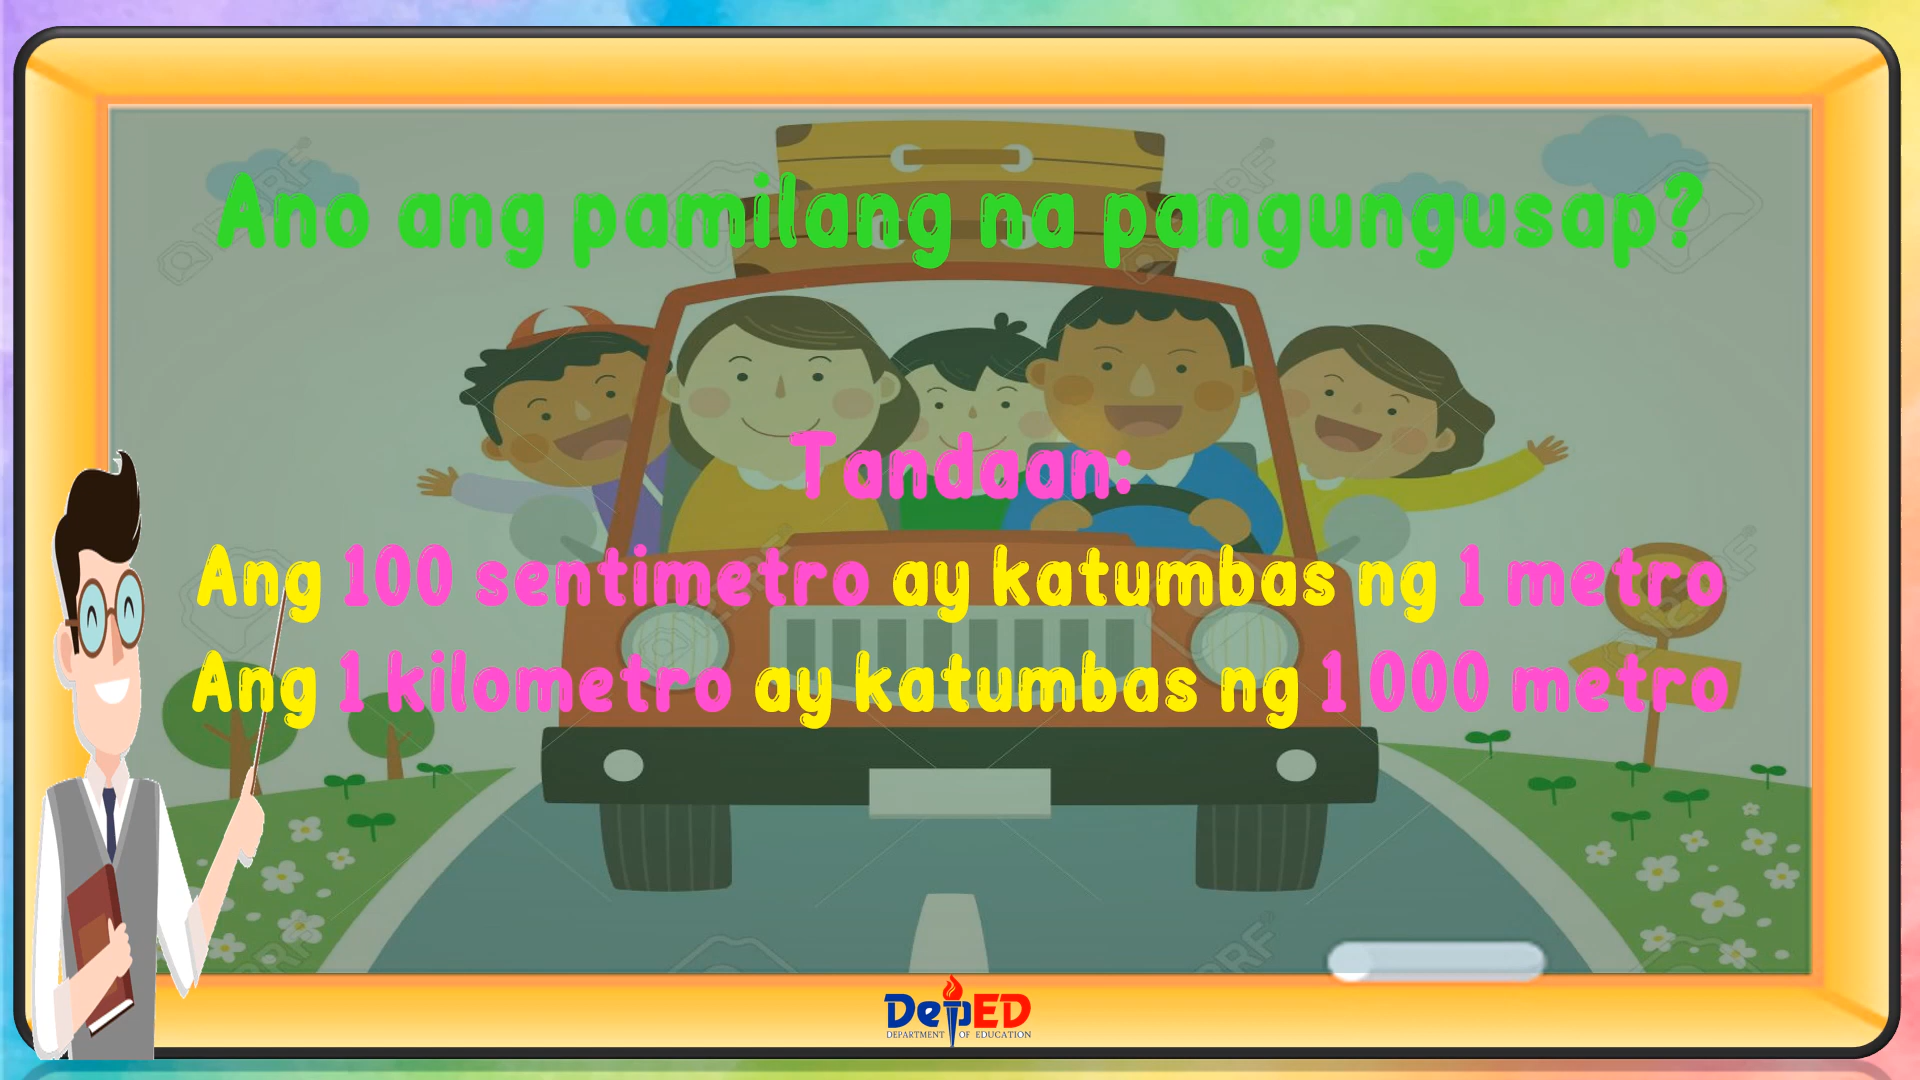 Ano ang pamilang na pangungusap?
Tandaan:
Ang 100 sentimetro ay katumbas ng 1 metro
Ang 1 kilometro ay katumbas ng 1 000 metro
DepED
DEPARTMENT OF EDUCATION